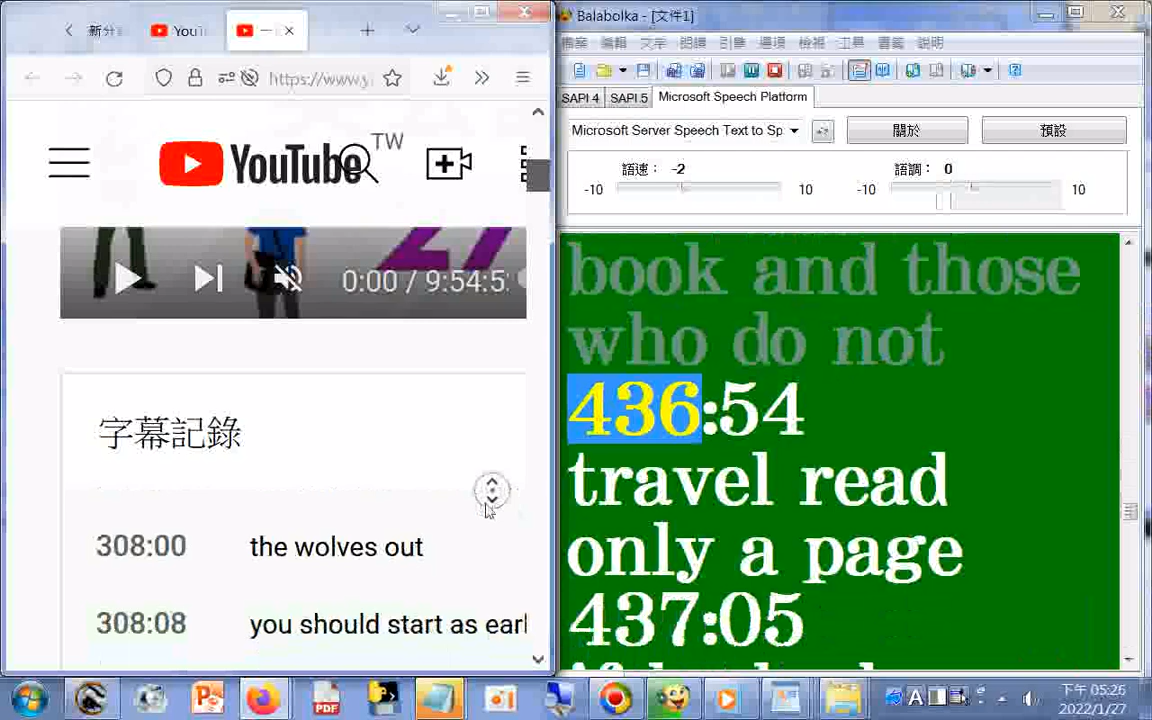 新分
YouT
https://www.y
YouTube
TW
27
0:00 / 9:54:5
字幕記錄
308:00 the wolves out
308:08 you should start as earl
Balabolka - [文件1]
檔案 編輯 文字 朗讀 引擎 選項 檢視 工具 書籤 說明
SAPI 4 SAPI 5 Microsoft Speech Platform
Microsoft Server Speech Text to Sp
關於 預設
語速： -2 語調： 0
-10 10 -10 10
book and those
who do not
436:54
travel read
only a page
437:05
PDF
A
下午 05:26
2022/1/27